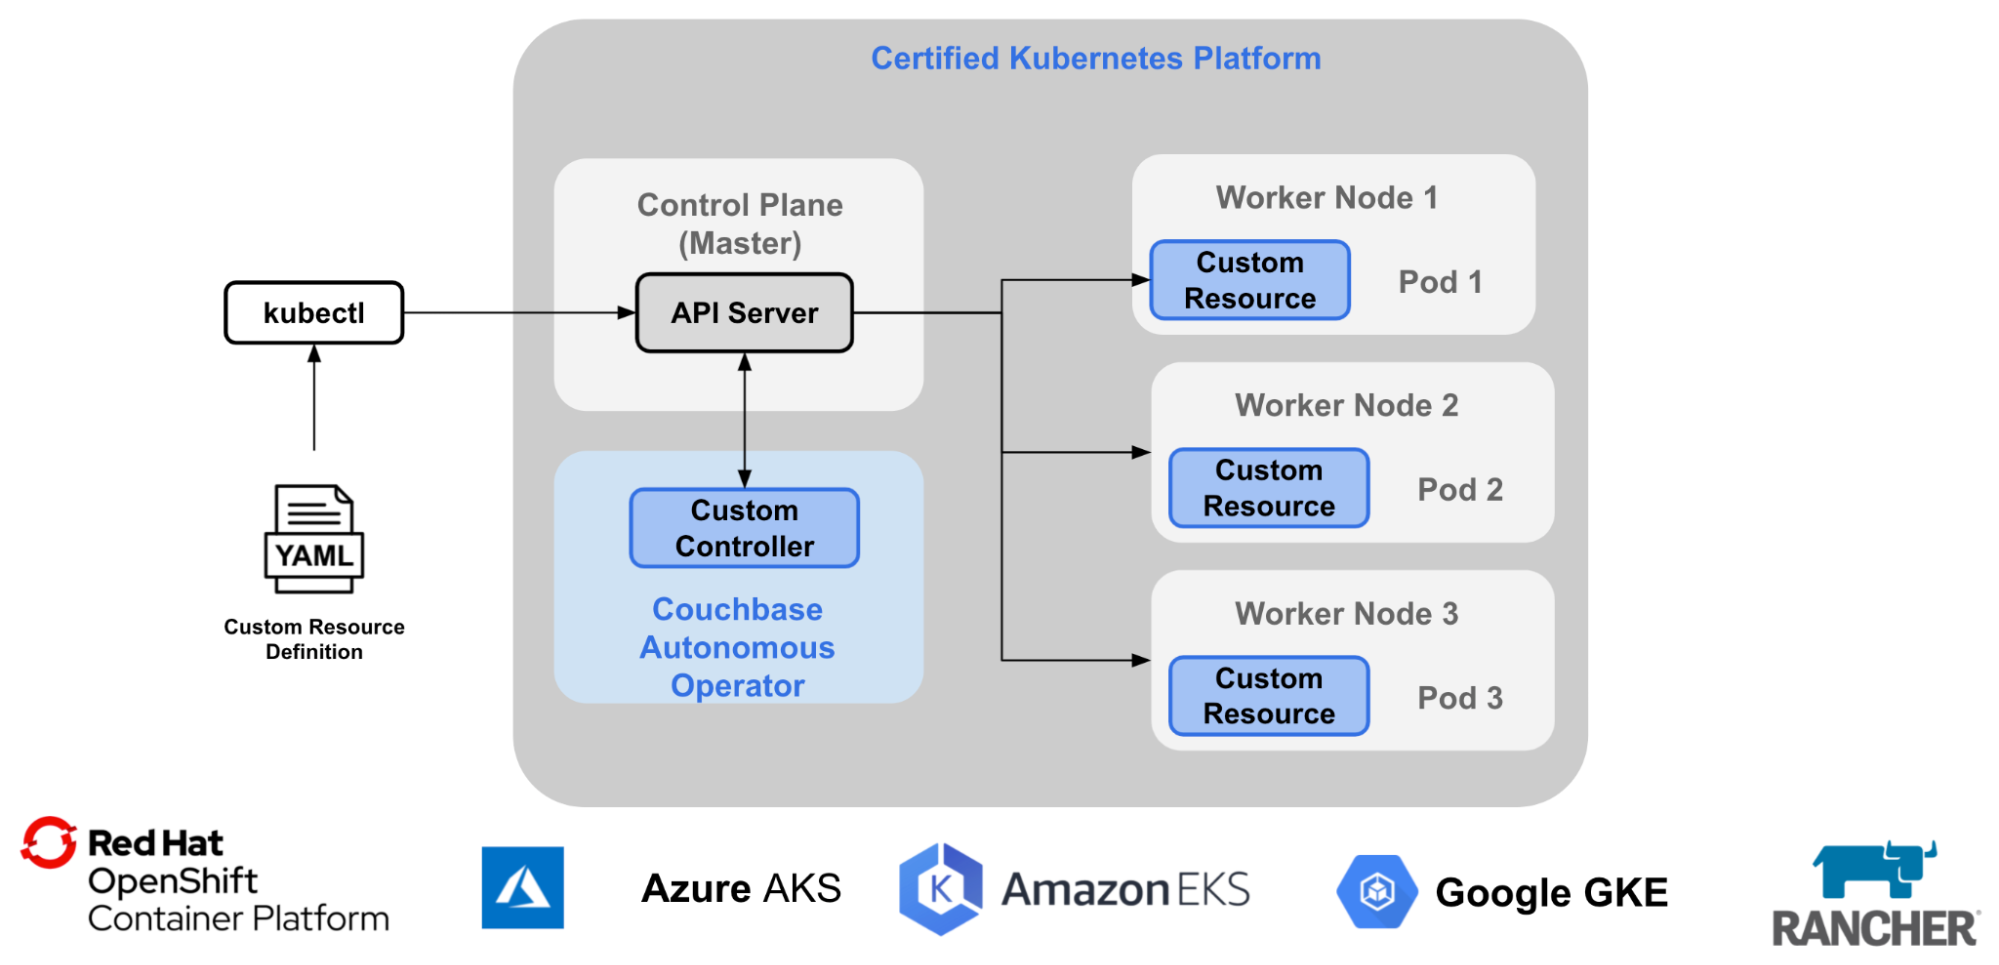 Certified Kubernetes Platform
Control Plane
(Master)
API Server
kubectl
YAML
Custom Resource
Definition
Custom
Controller
Couchbase
Autonomous
Operator
Worker Node 1
Custom
Resource
Pod 1
Worker Node 2
Custom
Resource
Pod 2
Worker Node 3
Custom
Resource
Pod 3
Red Hat
OpenShift
Container Platform
Azure AKS
K
Amazon EKS
Google GKE
RANCHER®